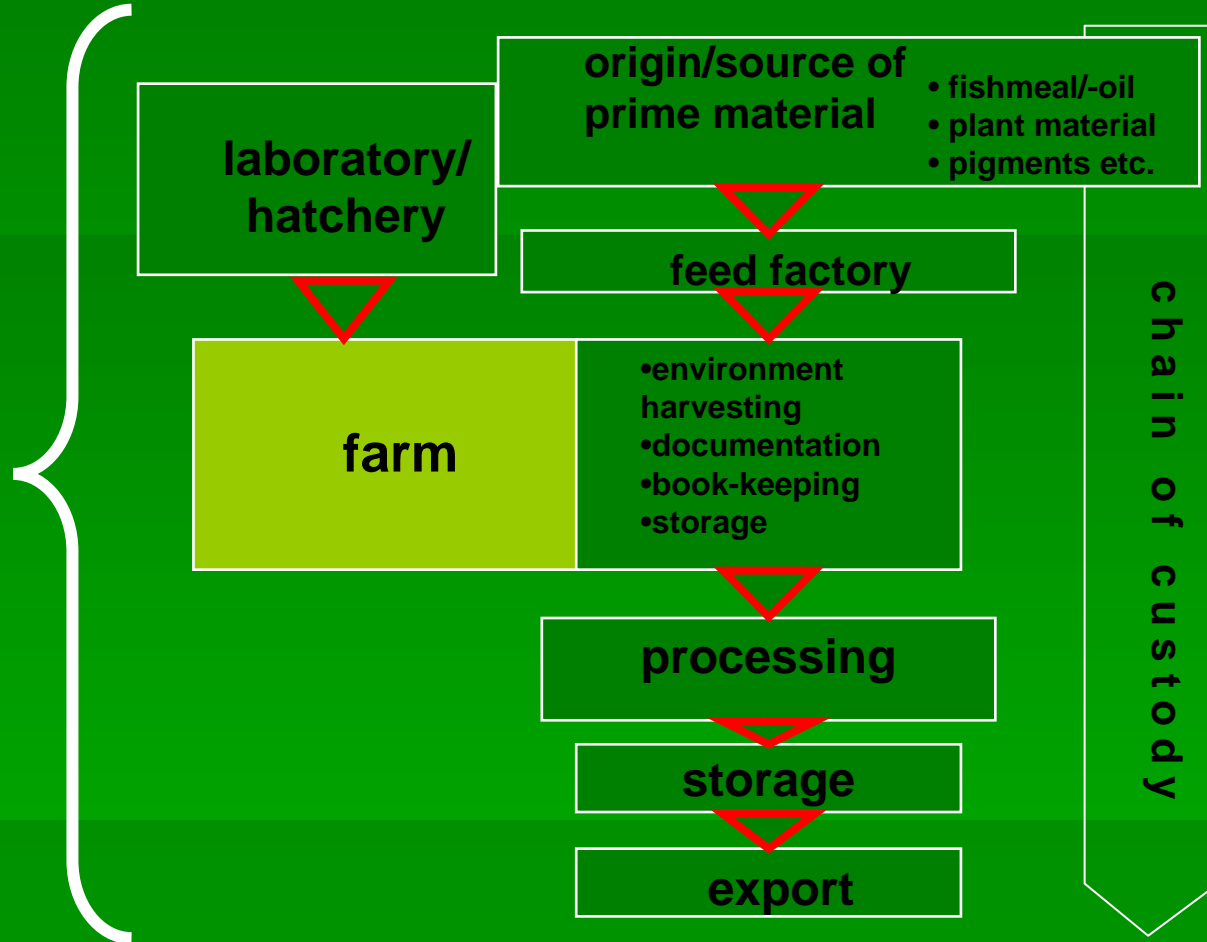 origin/source of
prime material
• fishmeal/-oil
• plant material
• pigments etc.
laboratory/
hatchery
feed factory
farm
•environment
harvesting
•documentation
•book-keeping
•storage
processing
storage
export
chain of custody